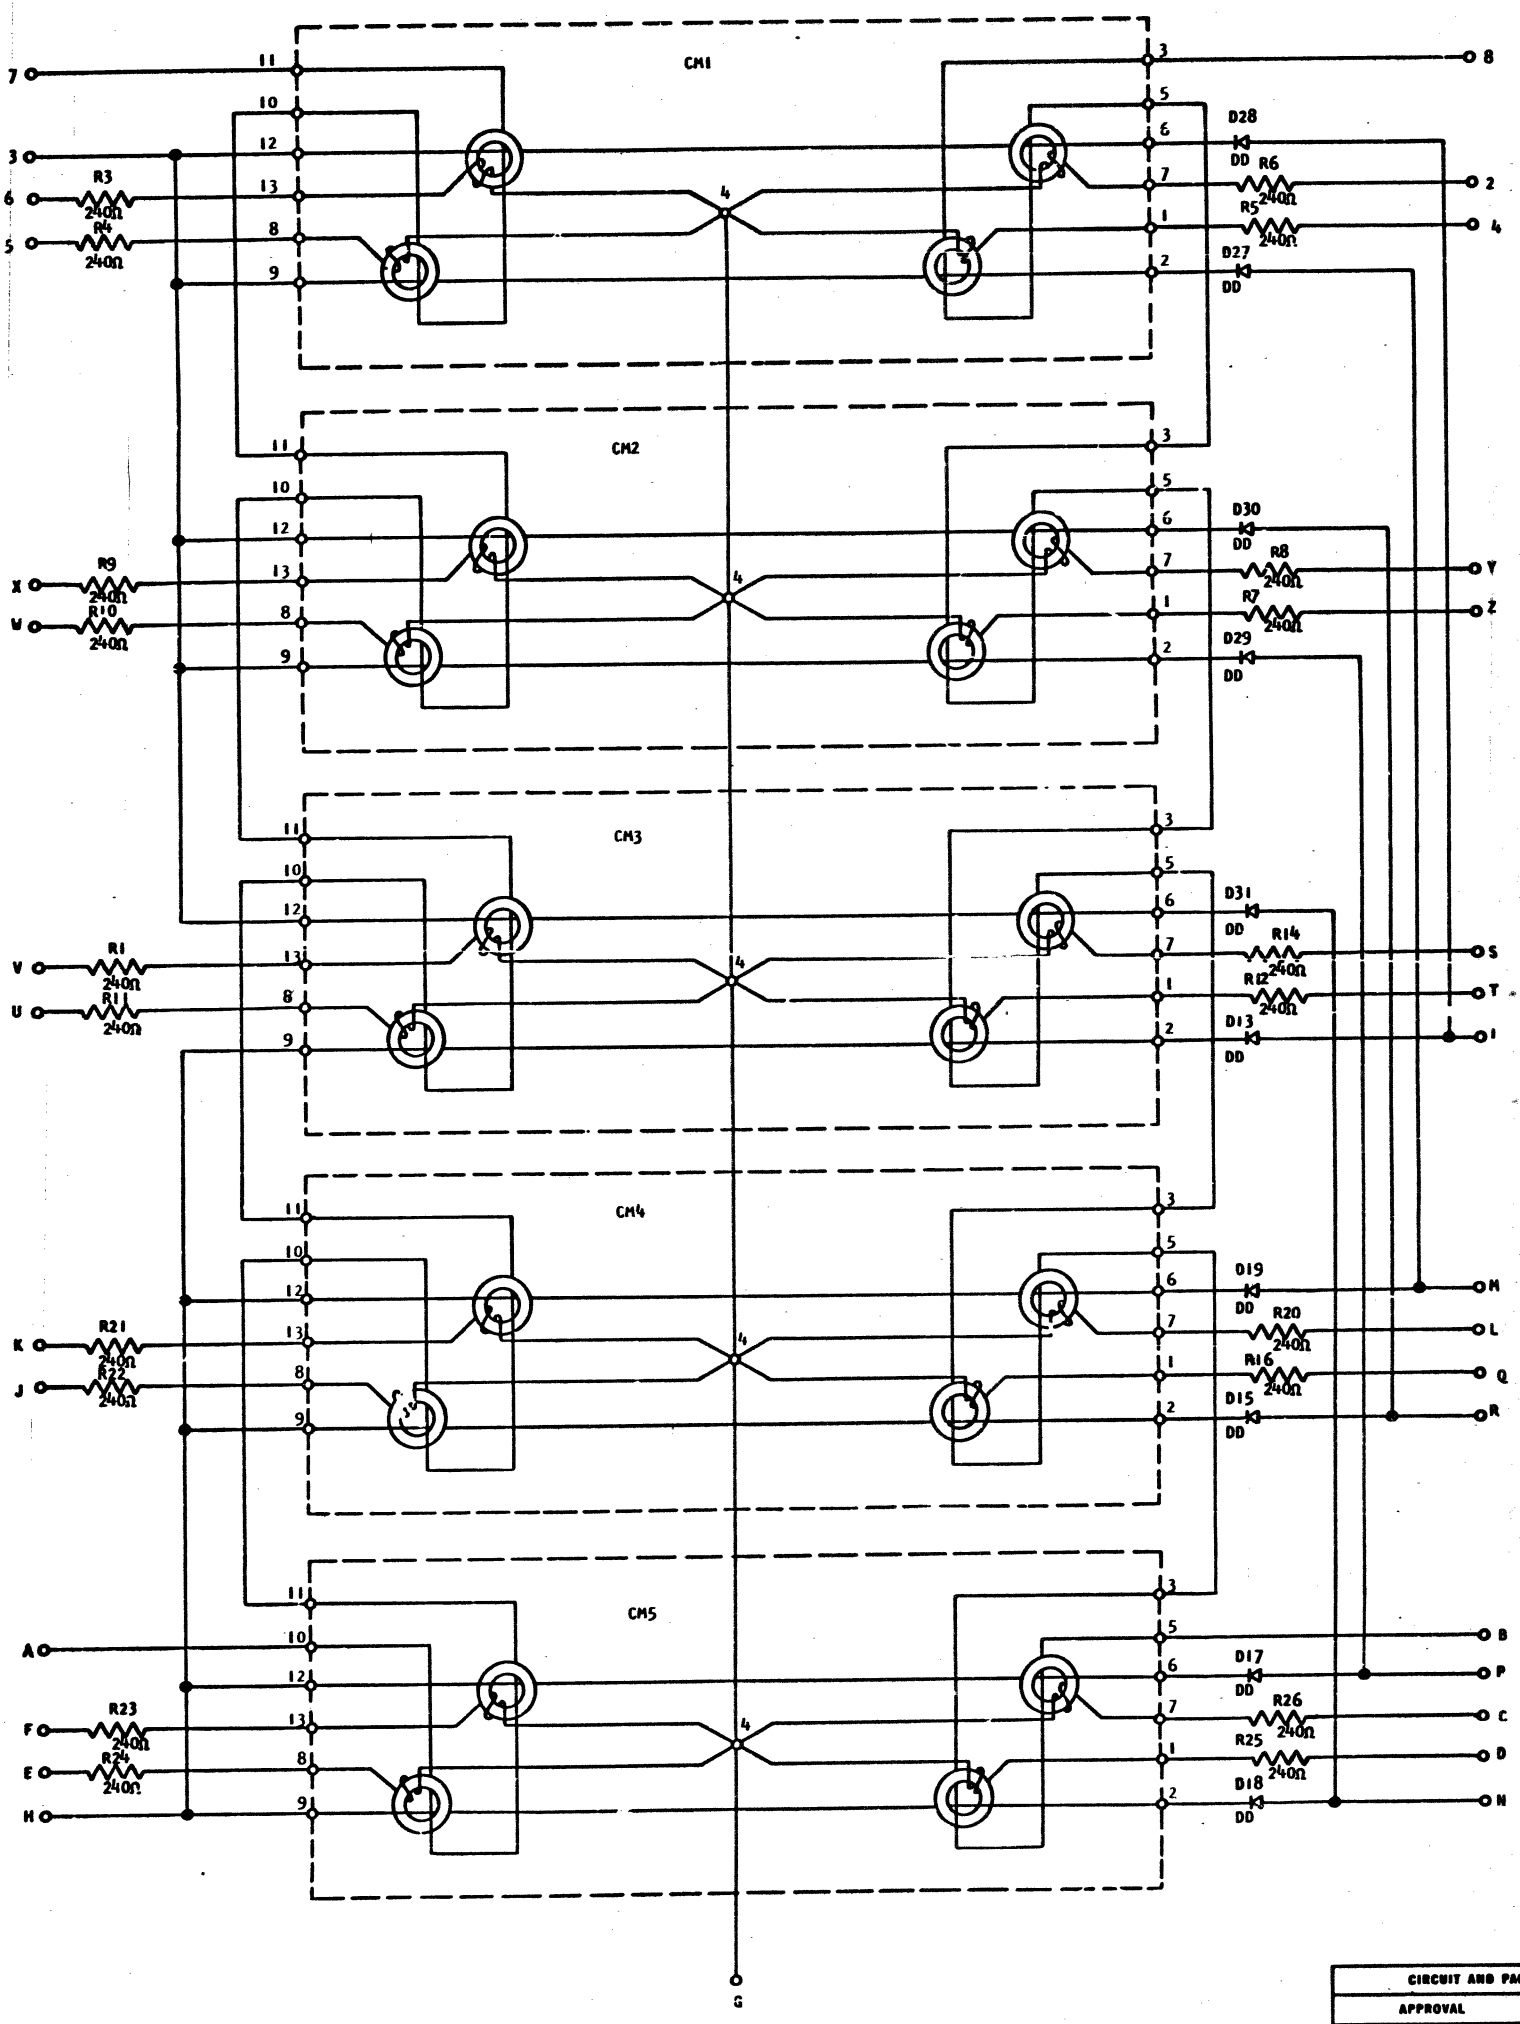 CM1
7 11 3 8
10 5
3 12 6 D28
DD
6 R3 240Ω 13 7 R6 240Ω 2
4
5 R4 240Ω 8 1 R5 240Ω 4
9 2 D27
DD
CM2
11 3
10 5
12 6 D30
DD
X R9 240Ω 13 7 R8 240Ω Y
4
W R10 240Ω 8 1 R7 240Ω Z
9 2 D29
DD
CM3
11 3
10 5
12 6 D31
DD
V R1 240Ω 13 7 R14 240Ω S
4
U R11 240Ω 8 1 R12 240Ω T
9 2 D13 1
DD
CM4
11 3
10 5
12 6 D19 M
DD
K R21 240Ω 13 7 R20 240Ω L
4
J R22 240Ω 8 1 R16 240Ω Q
9 2 D15 R
DD
CM5
11 3
A 10 5 B
12 6 D17 P
DD
F R23 240Ω 13 7 R26 240Ω C
4
E R24 240Ω 8 1 R25 240Ω D
H 9 2 D18 N
DD
G
CIRCUIT AND PA
APPROVAL